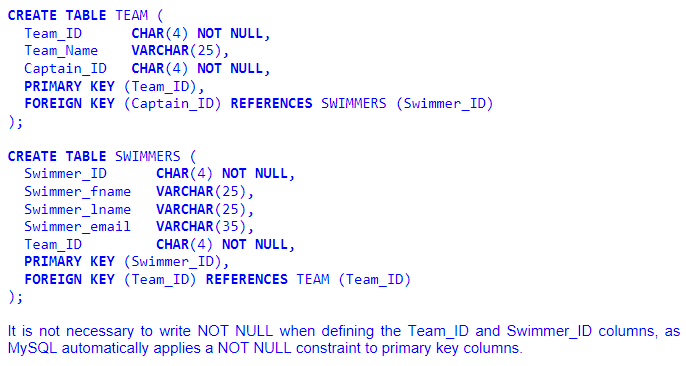 CREATE TABLE TEAM (
Team_ID CHAR(4) NOT NULL,
Team_Name VARCHAR(25),
Captain_ID CHAR(4) NOT NULL,
PRIMARY KEY (Team_ID),
FOREIGN KEY (Captain_ID) REFERENCES SWIMMERS (Swimmer_ID)
);
CREATE TABLE SWIMMERS (
Swimmer_ID CHAR(4) NOT NULL,
Swimmer_fname VARCHAR(25),
Swimmer_lname VARCHAR(25),
Swimmer_email VARCHAR(35),
Team_ID CHAR(4) NOT NULL,
PRIMARY KEY (Swimmer_ID),
FOREIGN KEY (Team_ID) REFERENCES TEAM (Team_ID)
);
It is not necessary to write NOT NULL when defining the Team_ID and Swimmer_ID columns, as
MySQL automatically applies a NOT NULL constraint to primary key columns.